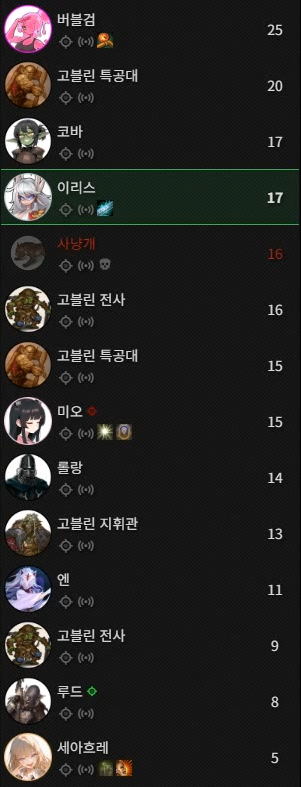 버블검 25
고블린 특공대 20
코바 17
이리스 17
사냥개 16
고블린 전사 16
고블린 특공대 15
미오 15
롤랑 14
고블린 지휘관 13
엔 11
고블린 전사 9
루드 8
세아흐레 5